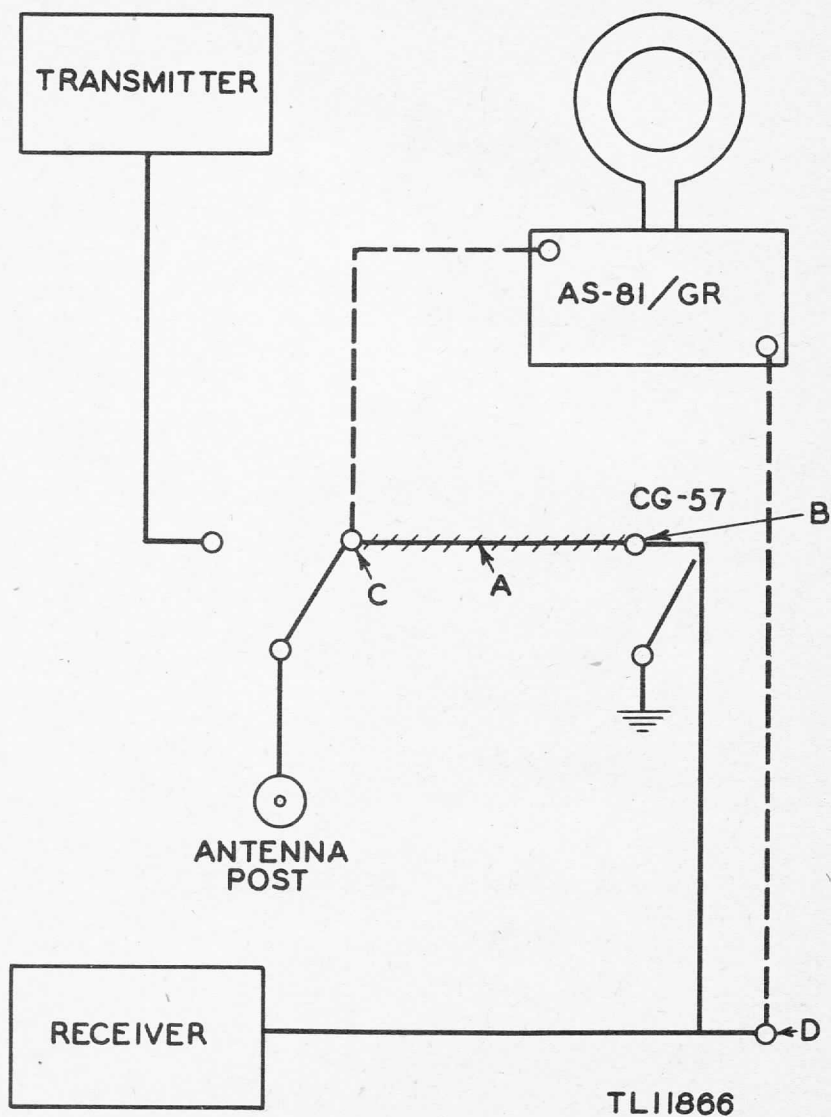 TRANSMITTER
AS-81/GR
CG-57
B
C
A
ANTENNA
POST
RECEIVER
D
TL11866